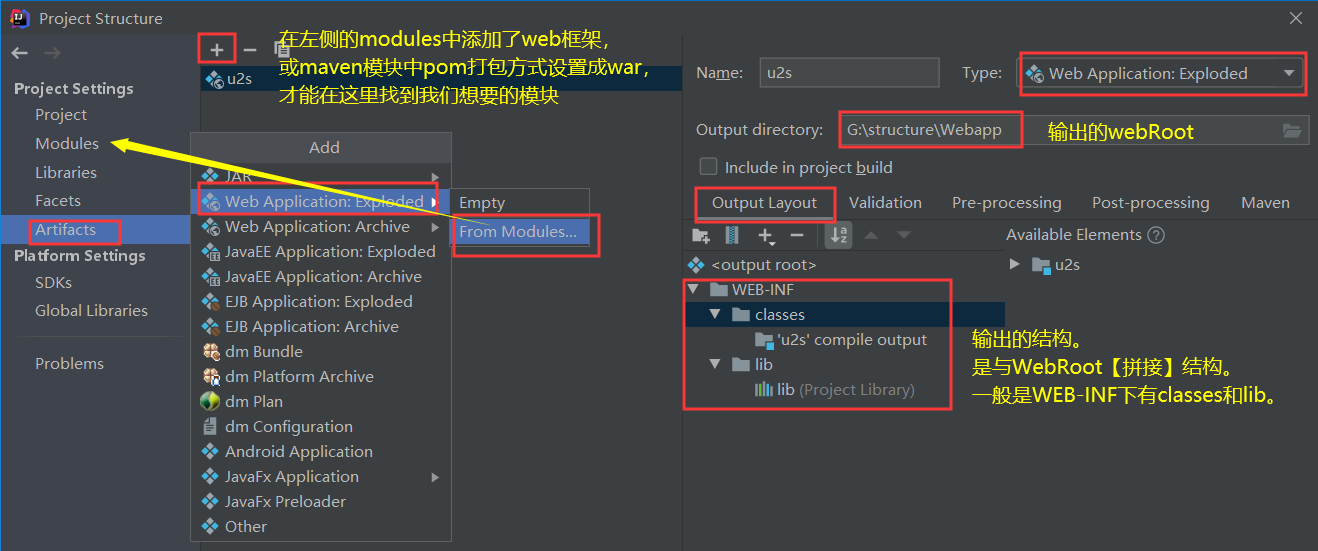 Project Structure
Project Settings
Project
Modules
Libraries
Facets
Artifacts
Platform Settings
SDKs
Global Libraries
Problems
在左侧的modules中添加了web框架，
或maven模块中pom打包方式设置成war，
才能在这里找到我们想要的模块
u2s
Add
JAR
Web Application: Exploded
Web Application: Archive
JavaEE Application: Exploded
JavaEE Application: Archive
EJB Application: Exploded
EJB Application: Archive
dm Bundle
dm Platform Archive
dm Plan
dm Configuration
Android Application
JavaFx Application
JavaFx Preloader
Other
Empty
From Modules...
Name: u2s Type: Web Application: Exploded
Output directory: G:\structure\Webapp 输出的webRoot
Include in project build
Output Layout Validation Pre-processing Post-processing Maven
Available Elements ?
<output root> u2s
WEB-INF
classes
'u2s' compile output
lib
lib (Project Library)
输出的结构。
是与WebRoot【拼接】结构。
一般是WEB-INF下有classes和lib。